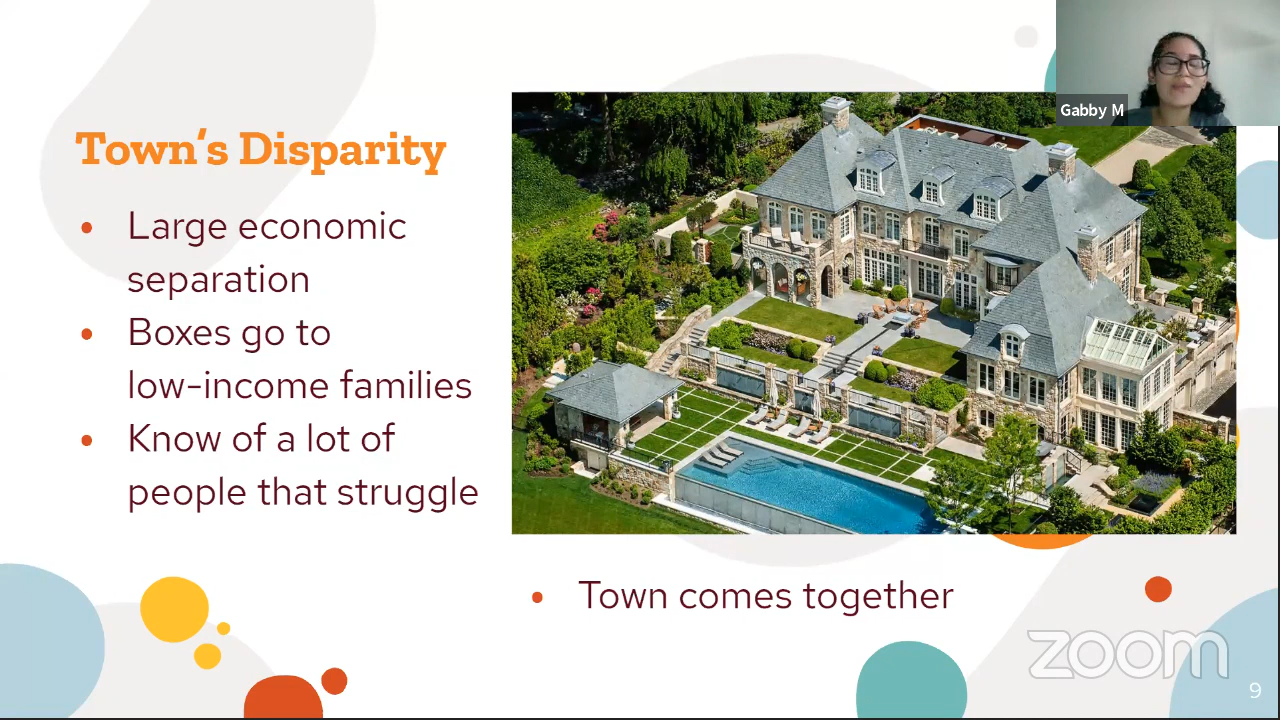 Gabby M
Town's Disparity
• Large economic
separation
• Boxes go to
low-income families
• Know of a lot of
people that struggle
• Town comes together
zoom
9